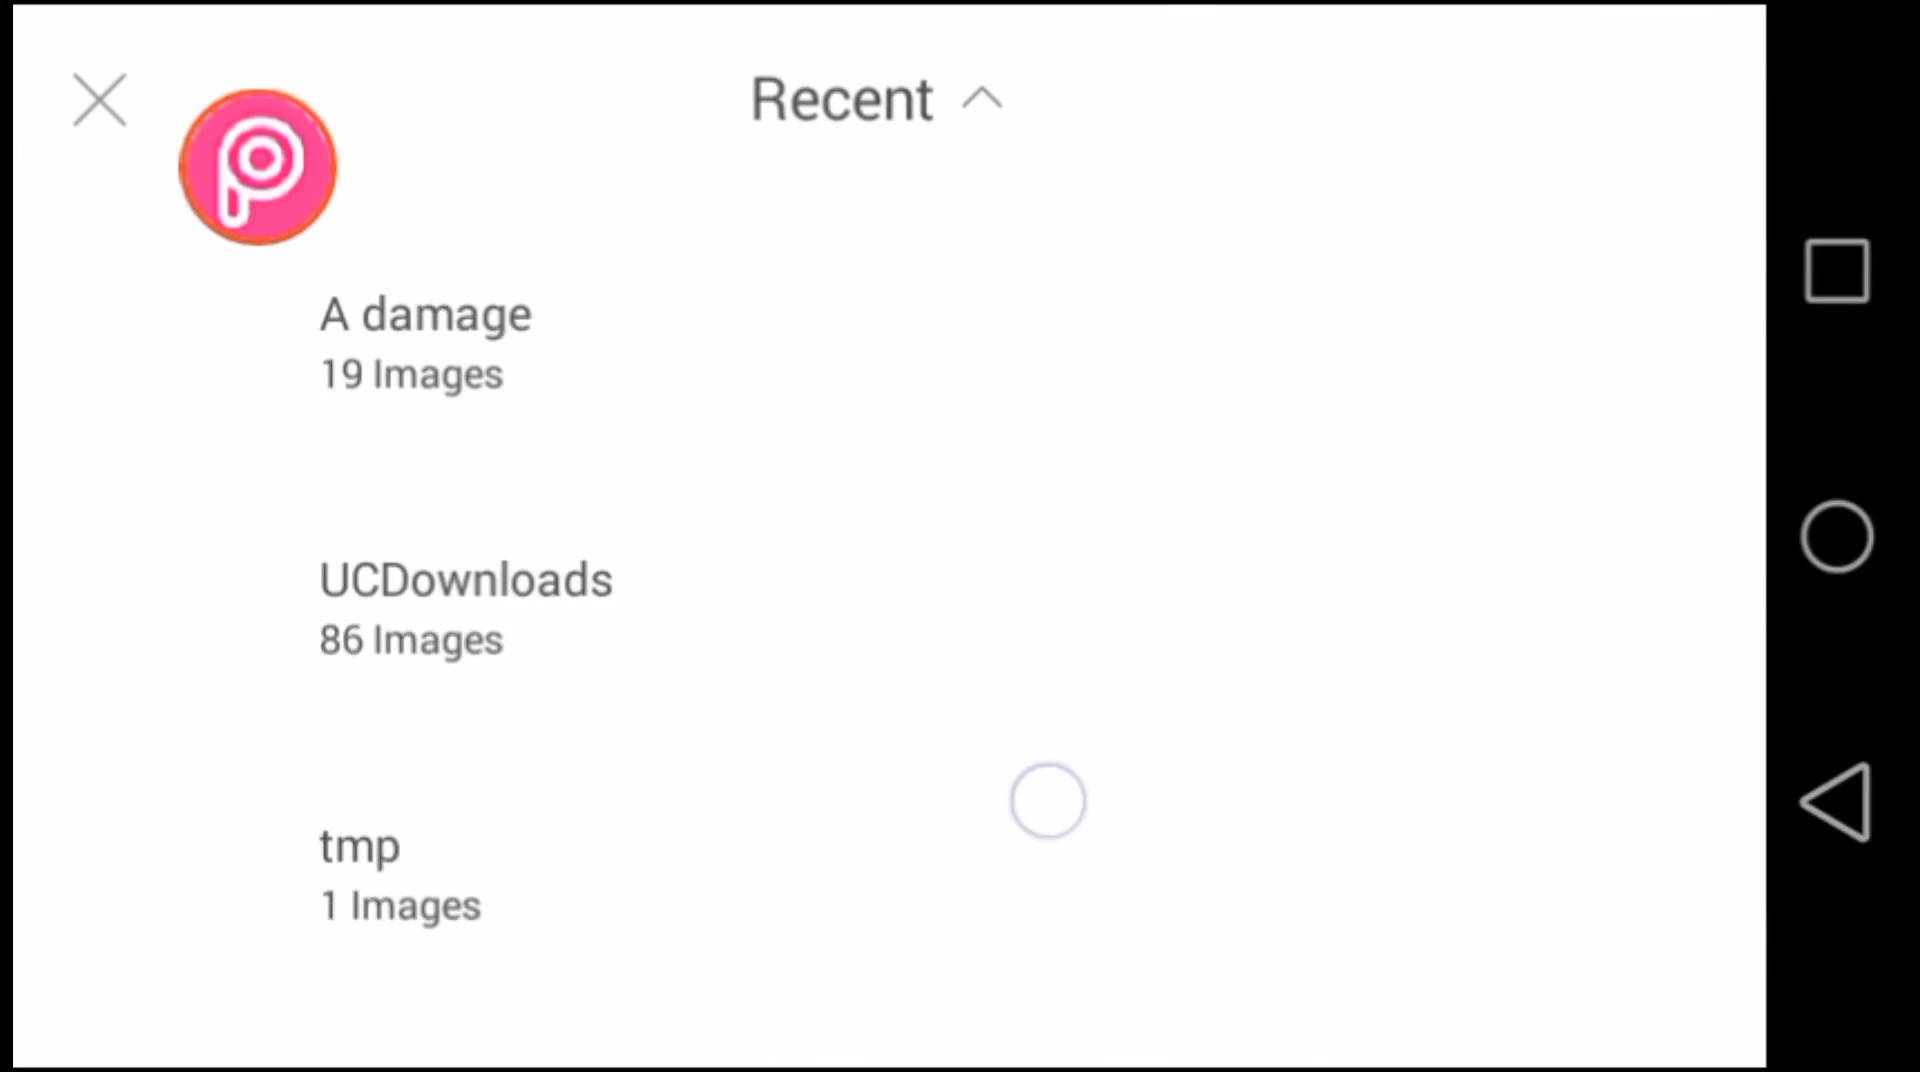 Recent
A damage
19 Images
UCDownloads
86 Images
tmp
1 Images